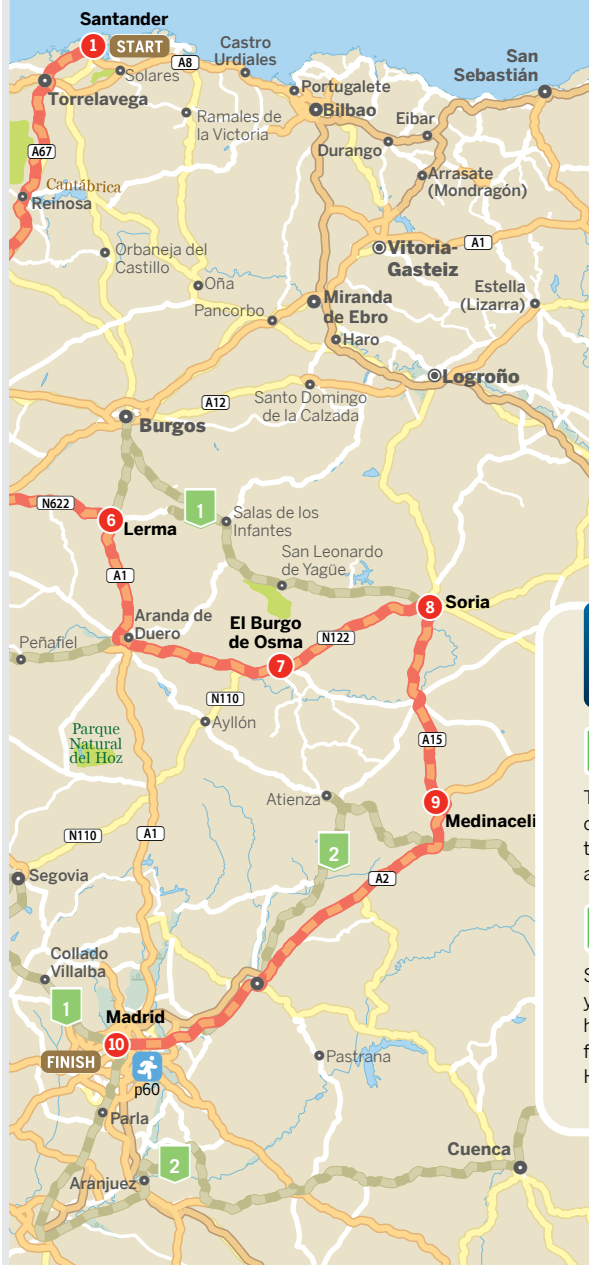 Santander
1
START
Castro
Urdiales
San
Sebastián
A8
Solares
Portugalete
Torrelavega
Bilbao
Ramales de
la Victoria
Eibar
Durango
A67
Arrasate
(Mondragón)
Cantábrica
Reinosa
Vitoria-
Gasteiz
A1
Orbaneja del
Castillo
Oña
Estella
(Lizarra)
Miranda
de Ebro
Pancorbo
Haro
Logroño
Santo Domingo
de la Calzada
A12
Burgos
N622
1
6
Lerma
Salas de los
Infantes
San Leonardo
de Yagüe
A1
8
Soria
Aranda de
Duero
El Burgo
de Osma
N122
Peñafiel
7
N110
Ayllón
Parque
Natural
del Hoz
A15
Atienza
9
Medinaceli
N110
A1
2
A2
Segovia
Collado
Villalba
1
Madrid
10
FINISH
p60
Pastrana
Parla
Cuenca
2
Aranjuez
T
c
t
a
S
y
h
f
H